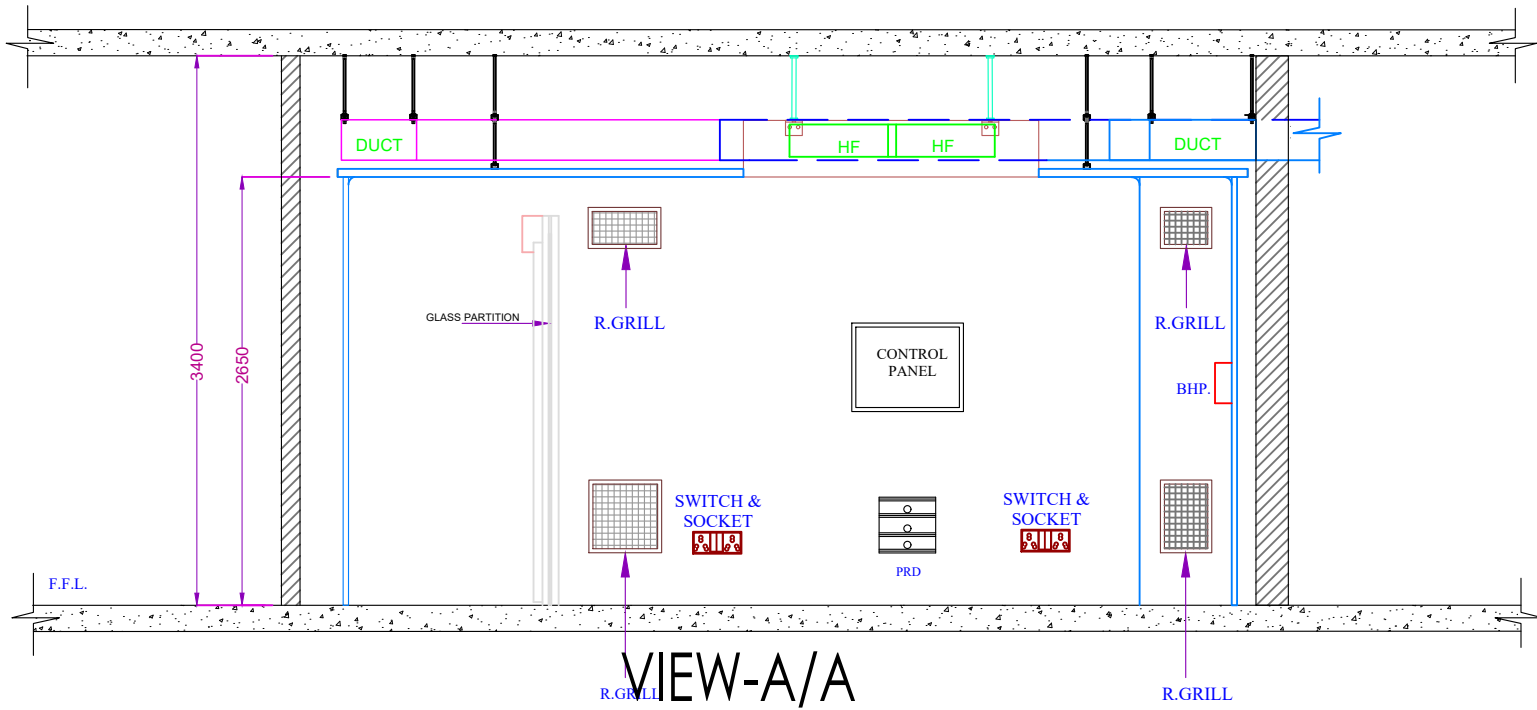 DUCT
HF
HF
DUCT
GLASS PARTITION
R.GRILL
R.GRILL
3400
2650
CONTROL
PANEL
BHP.
SWITCH &
SOCKET
SWITCH &
SOCKET
PRD
F.F.L.
VIEW-A/A
R.GRILL
R.GRILL